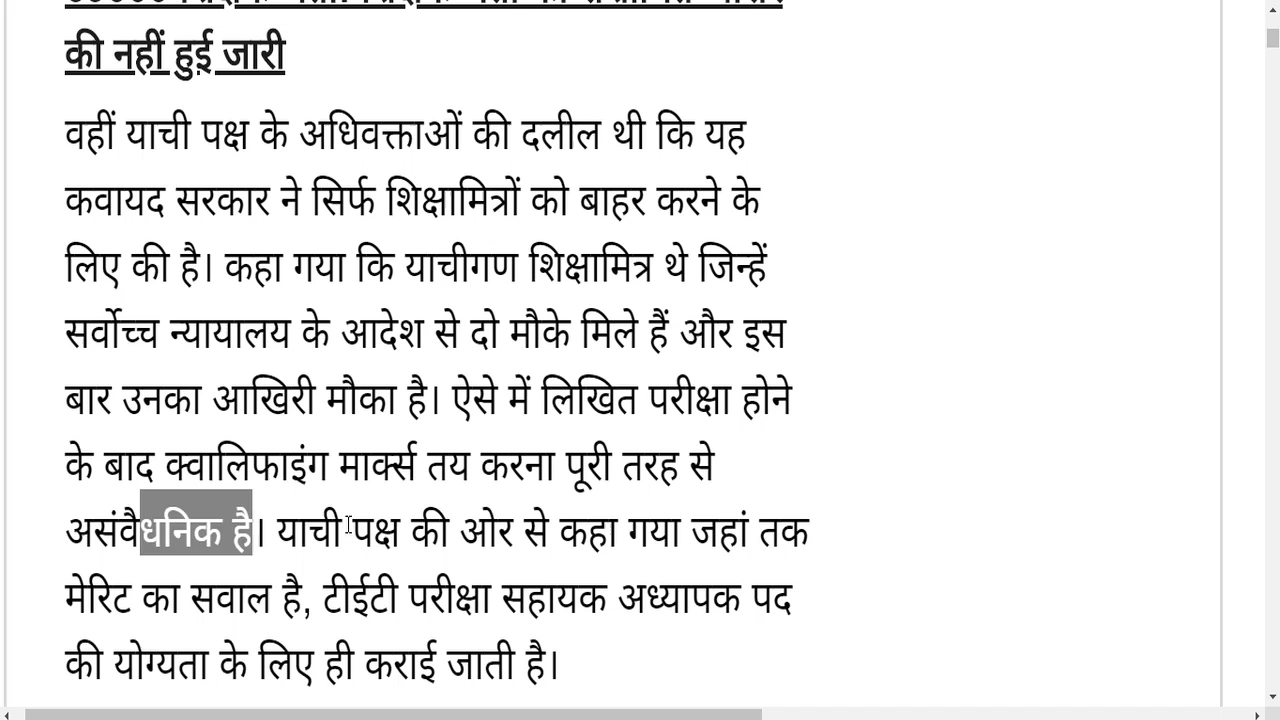 की नहीं हुई जारी
वहीं याची पक्ष के अधिवक्ताओं की दलील थी कि यह
कवायद सरकार ने सिर्फ शिक्षामित्रों को बाहर करने के
लिए की है। कहा गया कि याचीगण शिक्षामित्र थे जिन्हें
सर्वोच्च न्यायालय के आदेश से दो मौके मिले हैं और इस
बार उनका आखिरी मौका है। ऐसे में लिखित परीक्षा होने
के बाद क्वालिफाइंग मार्क्स तय करना पूरी तरह से
असंवैधनिक है। याची पक्ष की ओर से कहा गया जहां तक
मेरिट का सवाल है, टीईटी परीक्षा सहायक अध्यापक पद
की योग्यता के लिए ही कराई जाती है।